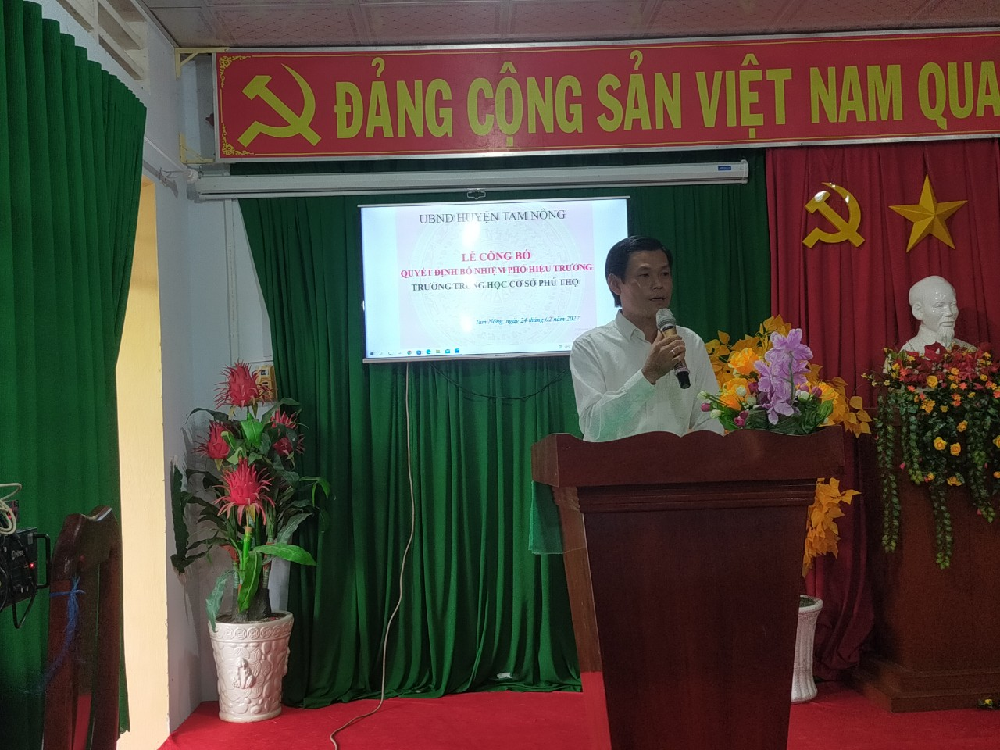 ĐẢNG CỘNG SẢN VIỆT NAM QUA
UBND HUYỆN TAM NÔNG
LỄ CÔNG BỐ
QUYẾT ĐỊNH BỔ NHIỆM PHÓ HIỆU TRƯỞNG
TRƯỜNG TRUNG HỌC CƠ SỞ PHÚ THỌ
Tam Nông, ngày 24 tháng 02 năm 2022